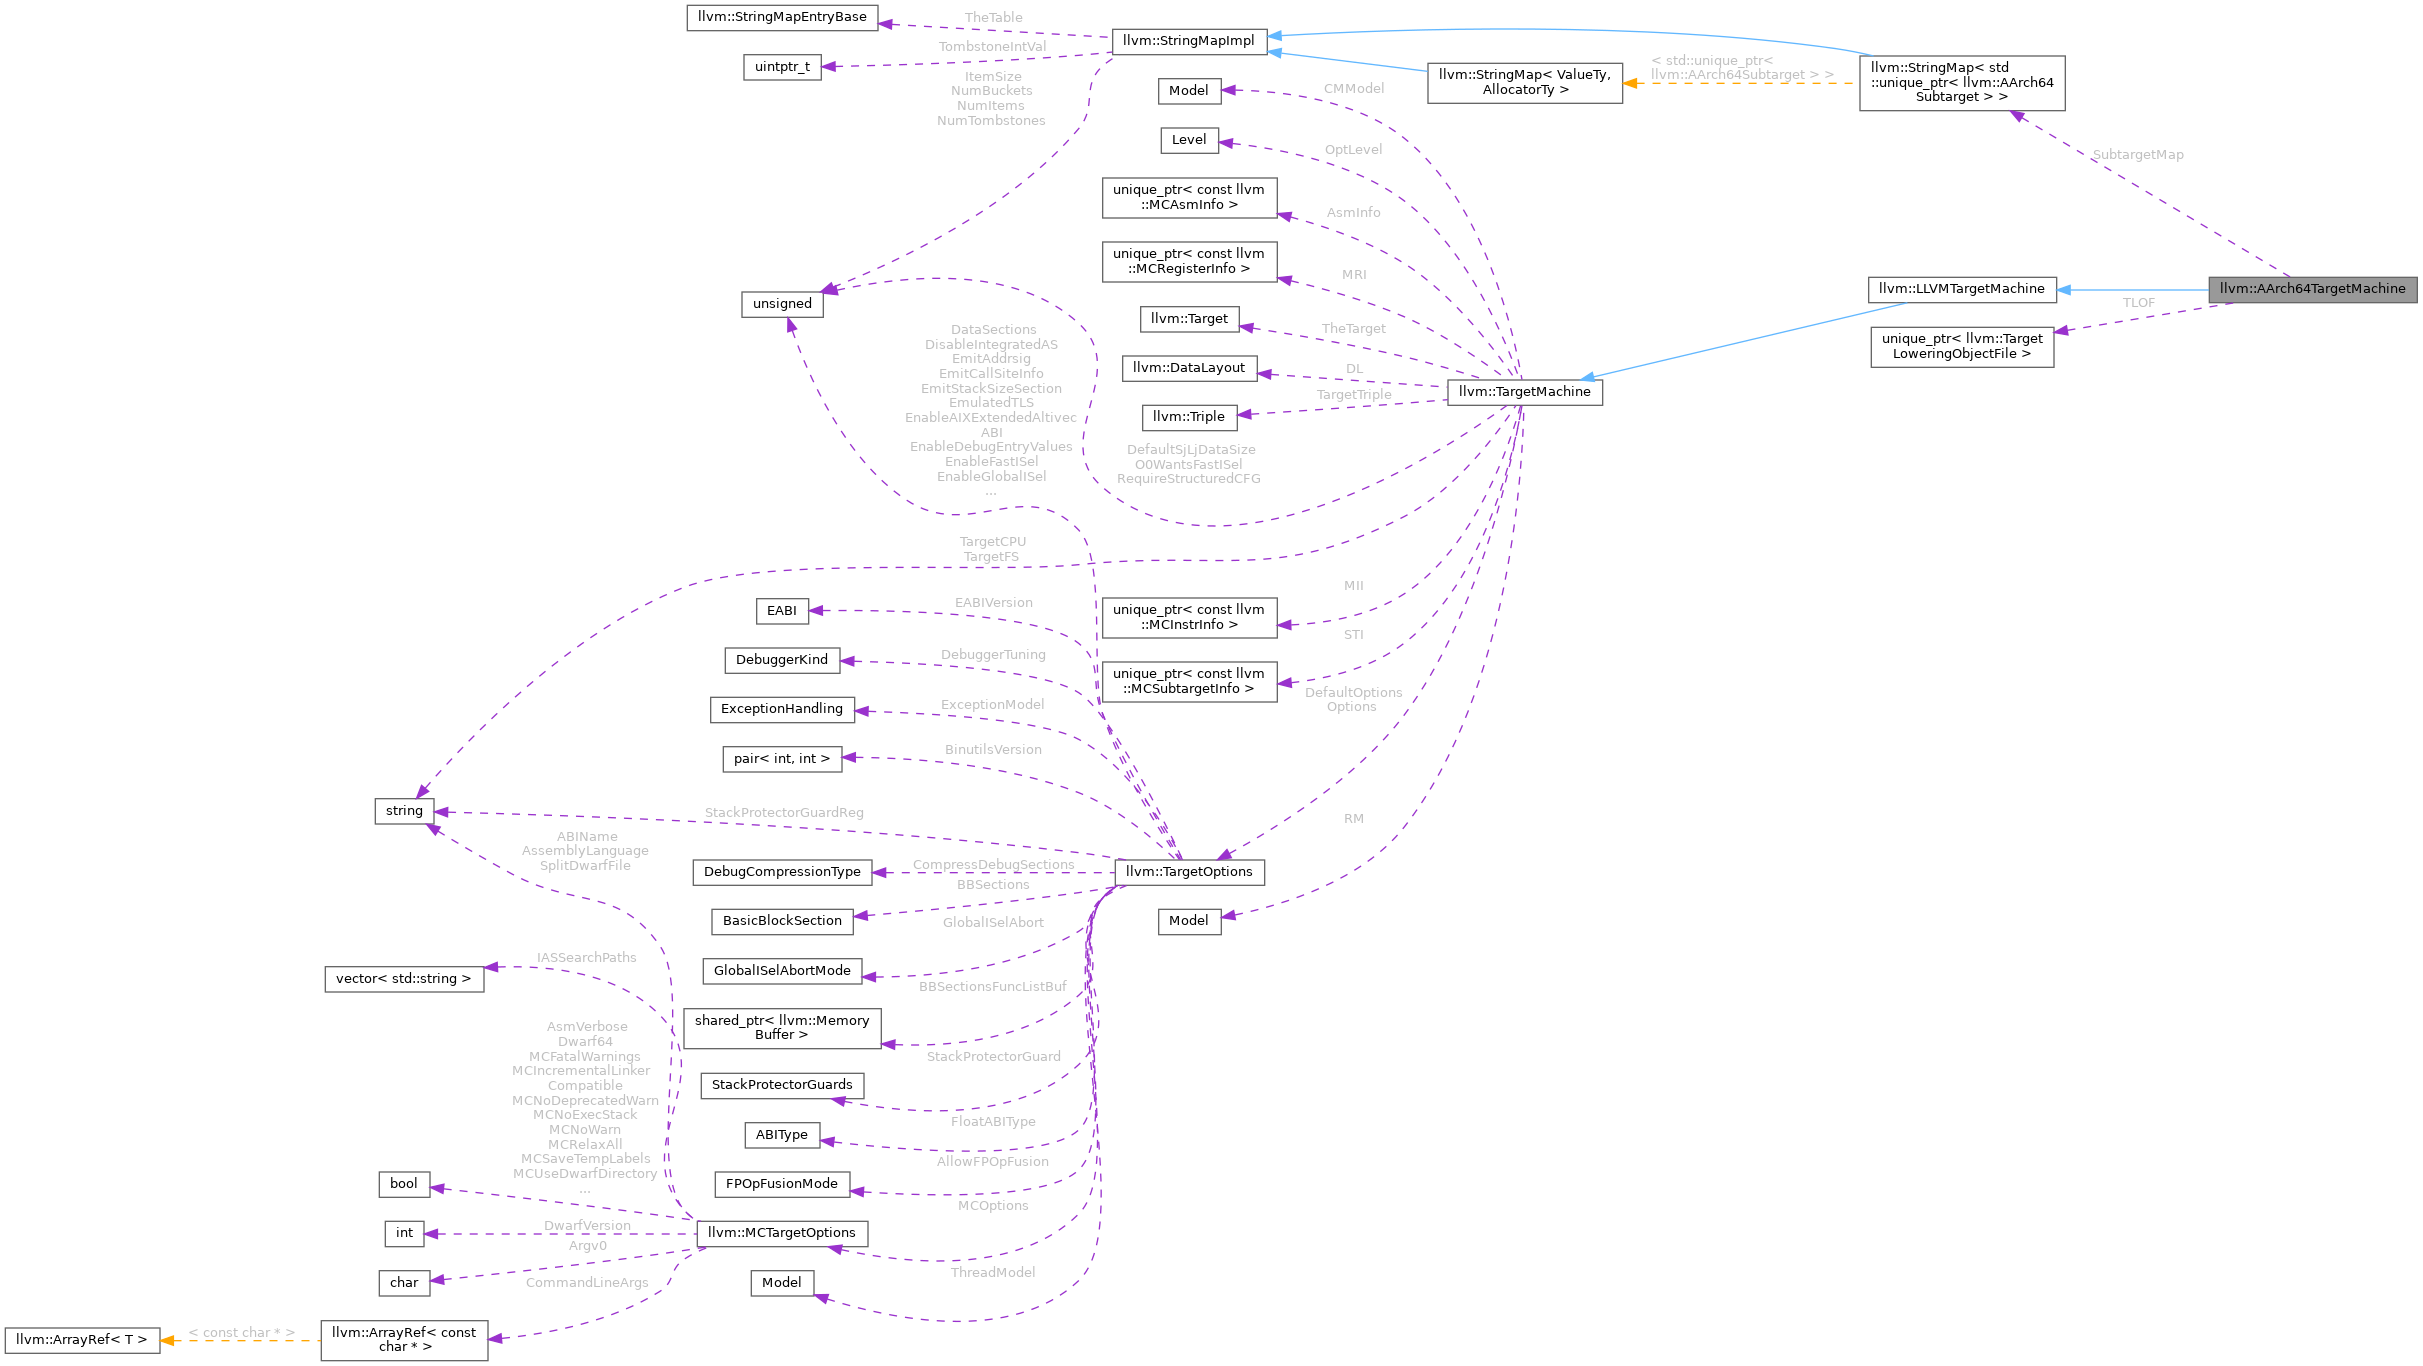 llvm::StringMapEntryBase
TheTable
llvm::StringMapImpl
TombstoneIntVal
uintptr_t
ItemSize
NumBuckets
NumItems
NumTombstones
llvm::StringMap< ValueTy,
AllocatorTy >
< std::unique_ptr<
llvm::AArch64Subtarget > >
llvm::StringMap< std
::unique_ptr< llvm::AArch64
Subtarget > >
Model
CMModel
Level
OptLevel
SubtargetMap
unique_ptr< const llvm
::MCAsmInfo >
AsmInfo
unique_ptr< const llvm
::MCRegisterInfo >
MRI
llvm::LLVMTargetMachine
llvm::AArch64TargetMachine
TLOF
unique_ptr< llvm::Target
LoweringObjectFile >
unsigned
llvm::Target
TheTarget
llvm::DataLayout
DL
llvm::Triple
TargetTriple
llvm::TargetMachine
DataSections
DisableIntegratedAS
EmitAddrsig
EmitCallSiteInfo
EmitStackSizeSection
EmulatedTLS
EnableAIXExtendedAltivec
ABI
EnableDebugEntryValues
EnableFastISel
EnableGlobalISel
...
DefaultSjLjDataSize
O0WantsFastISel
RequireStructuredCFG
TargetCPU
TargetFS
EABI
EABIVersion
unique_ptr< const llvm
::MCInstrInfo >
MII
DebuggerKind
DebuggerTuning
unique_ptr< const llvm
::MCSubtargetInfo >
STI
ExceptionHandling
ExceptionModel
DefaultOptions
Options
pair< int, int >
BinutilsVersion
string
StackProtectorGuardReg
RM
ABIName
AssemblyLanguage
SplitDwarfFile
DebugCompressionType
CompressDebugSections
llvm::TargetOptions
BBSections
BasicBlockSection
GlobalISelAbort
Model
vector< std::string >
IASSearchPaths
GlobalISelAbortMode
BBSectionsFuncListBuf
shared_ptr< llvm::Memory
Buffer >
AsmVerbose
Dwarf64
MCFatalWarnings
MCIncrementalLinker
Compatible
MCNoDeprecatedWarn
MCNoExecStack
MCNoWarn
MCRelaxAll
MCSaveTempLabels
MCUseDwarfDirectory
...
StackProtectorGuard
StackProtectorGuards
FloatABIType
ABIType
AllowFPOpFusion
FPOpFusionMode
bool
MCOptions
int
DwarfVersion
llvm::MCTargetOptions
Argv0
char
CommandLineArgs
Model
ThreadModel
llvm::ArrayRef< T >
< const char * >
llvm::ArrayRef< const
char * >